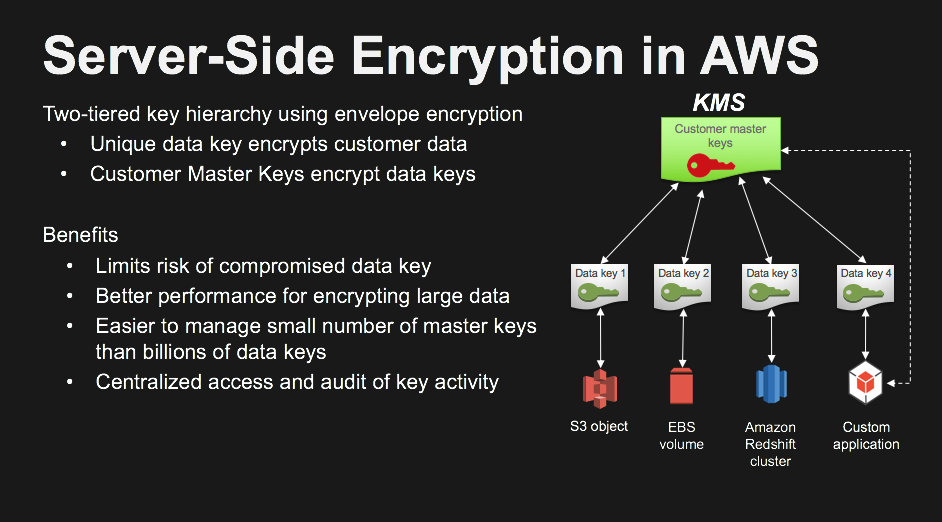 Server-Side Encryption in AWS
Two-tiered key hierarchy using envelope encryption
• Unique data key encrypts customer data
• Customer Master Keys encrypt data keys
Benefits
• Limits risk of compromised data key
• Better performance for encrypting large data
• Easier to manage small number of master keys
than billions of data keys
• Centralized access and audit of key activity
KMS
Customer master
keys
Data key 1
Data key 2
Data key 3
Data key 4
S3 object
EBS
volume
Amazon
Redshift
cluster
Custom
application